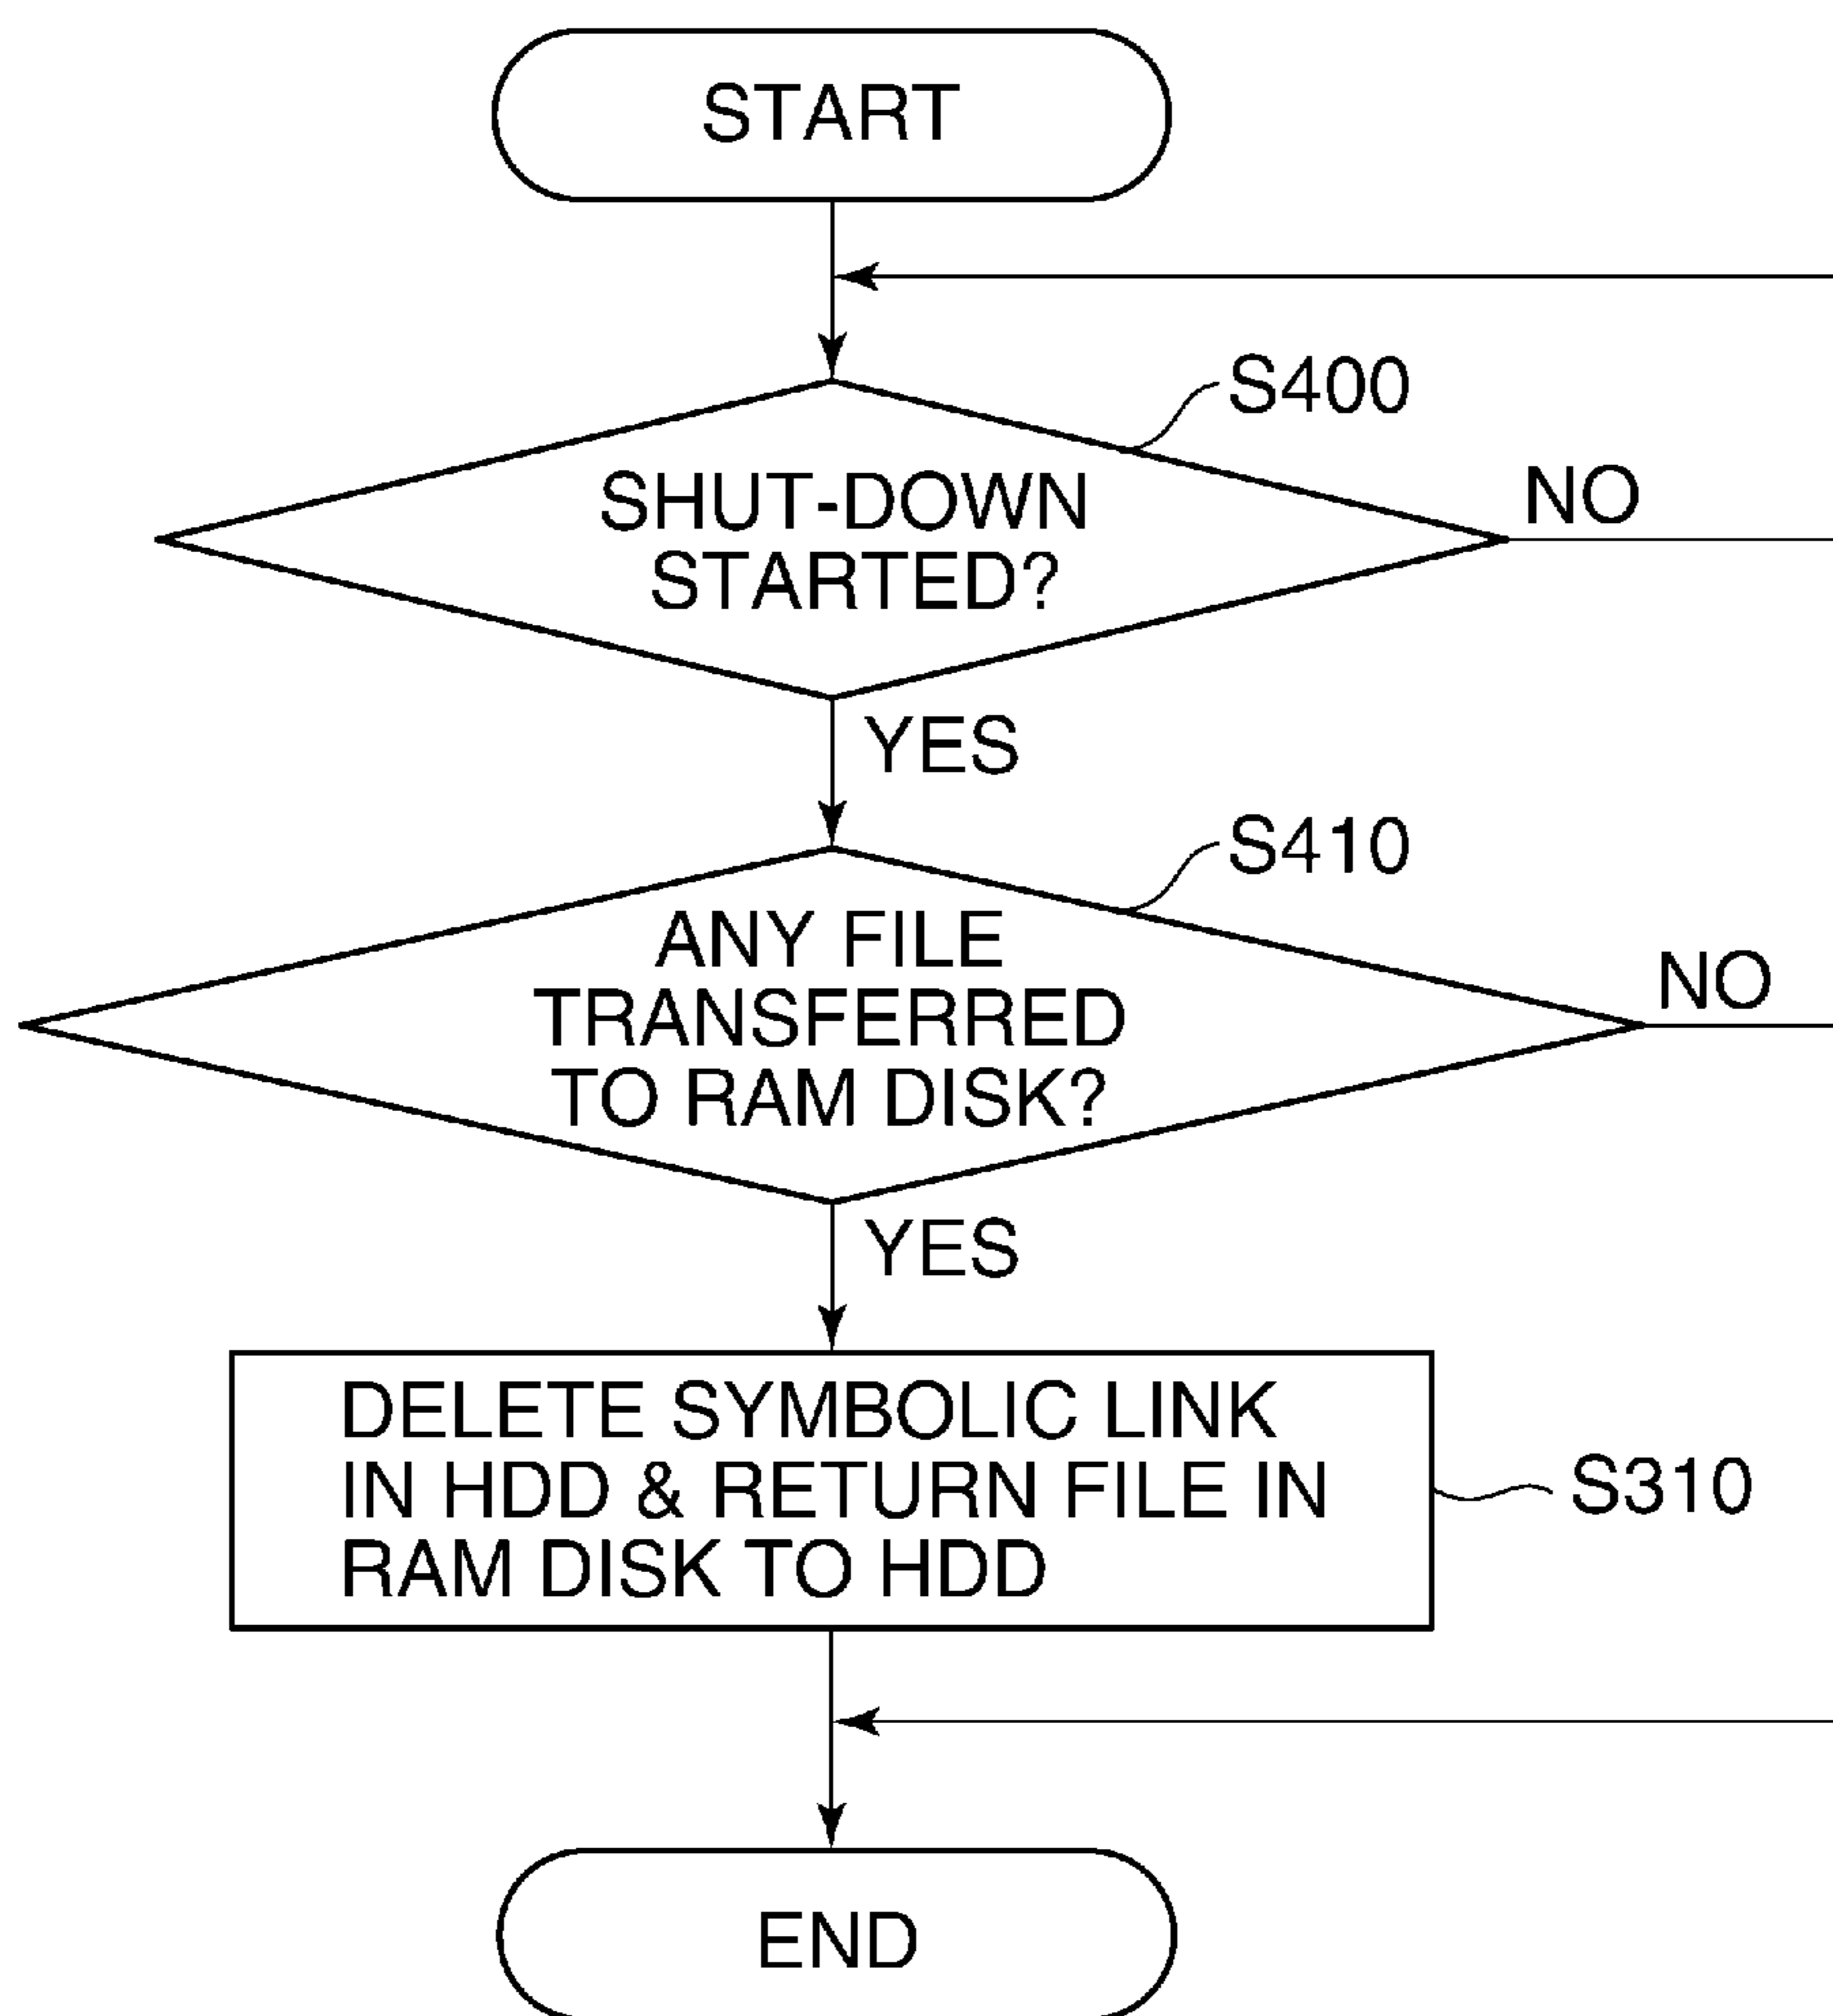 START
S400
SHUT-DOWN
STARTED?
NO
YES
S410
ANY FILE
TRANSFERRED
TO RAM DISK?
NO
YES
DELETE SYMBOLIC LINK
IN HDD & RETURN FILE IN
RAM DISK TO HDD
S310
END